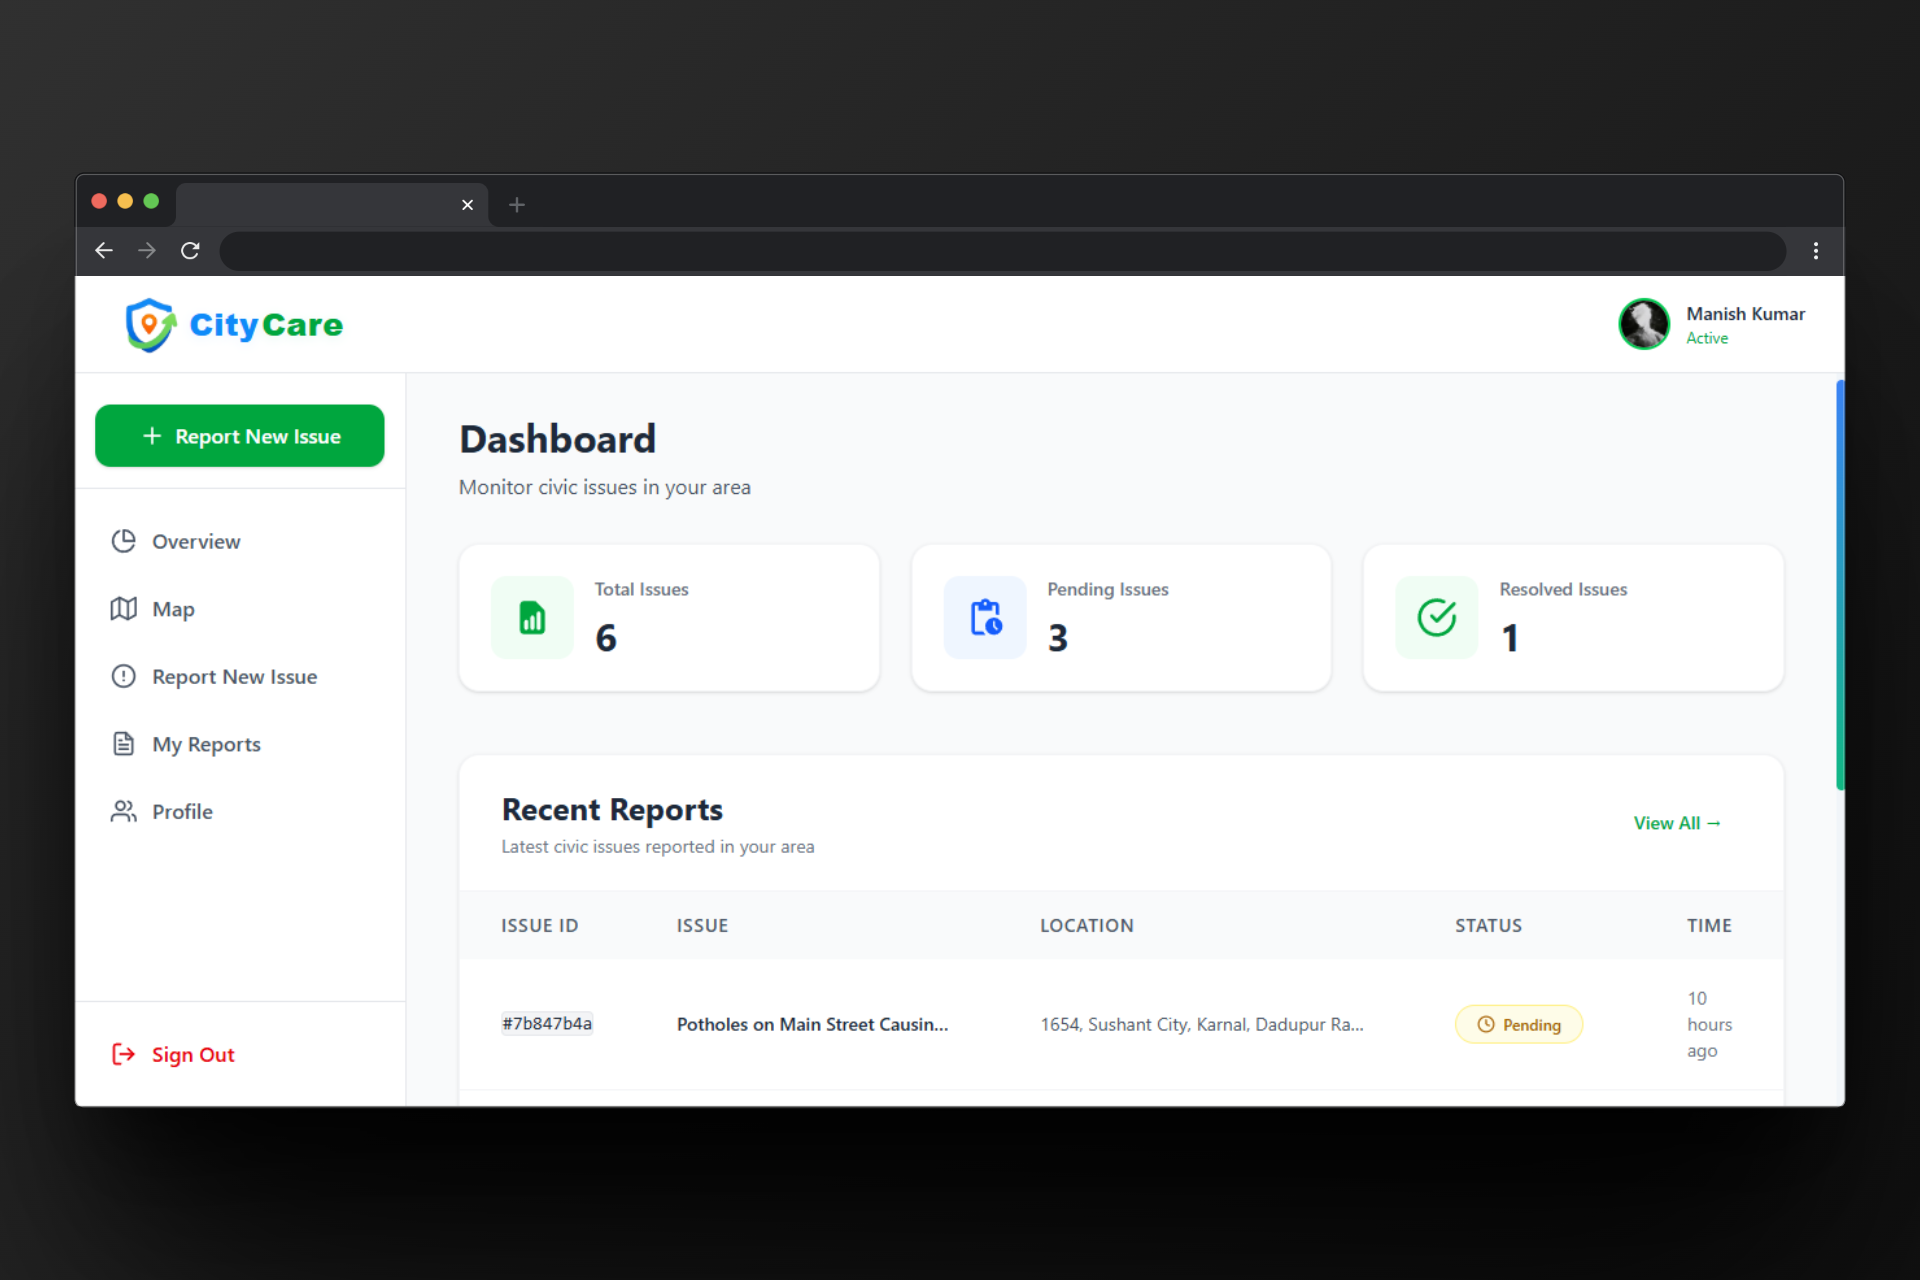 CityCare
Manish Kumar
Active
+ Report New Issue
Overview
Map
Report New Issue
My Reports
Profile
Sign Out
Dashboard
Monitor civic issues in your area
Total Issues
6
Pending Issues
3
Resolved Issues
1
Recent Reports
Latest civic issues reported in your area
View All →
ISSUE ID ISSUE LOCATION STATUS TIME
#7b847b4a Potholes on Main Street Causin... 1654, Sushant City, Karnal, Dadupur Ra... Pending 10 hours ago